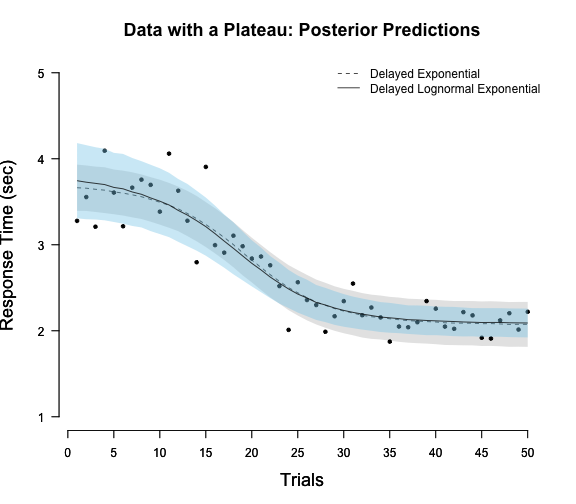 Data with a Plateau: Posterior Predictions
Delayed Exponential
Delayed Lognormal Exponential
Response Time (sec)
5
4
3
2
1
0 5 10 15 20 25 30 35 40 45 50
Trials